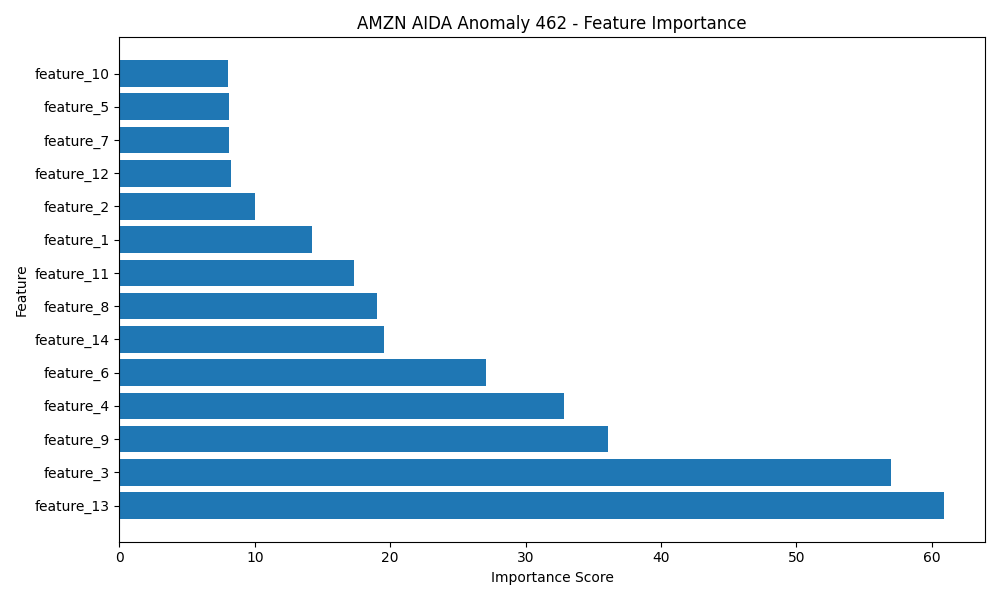 AMZN AIDA Anomaly 462 - Feature Importance
Feature
feature_10
feature_5
feature_7
feature_12
feature_2
feature_1
feature_11
feature_8
feature_14
feature_6
feature_4
feature_9
feature_3
feature_13
0 10 20 30 40 50 60
Importance Score